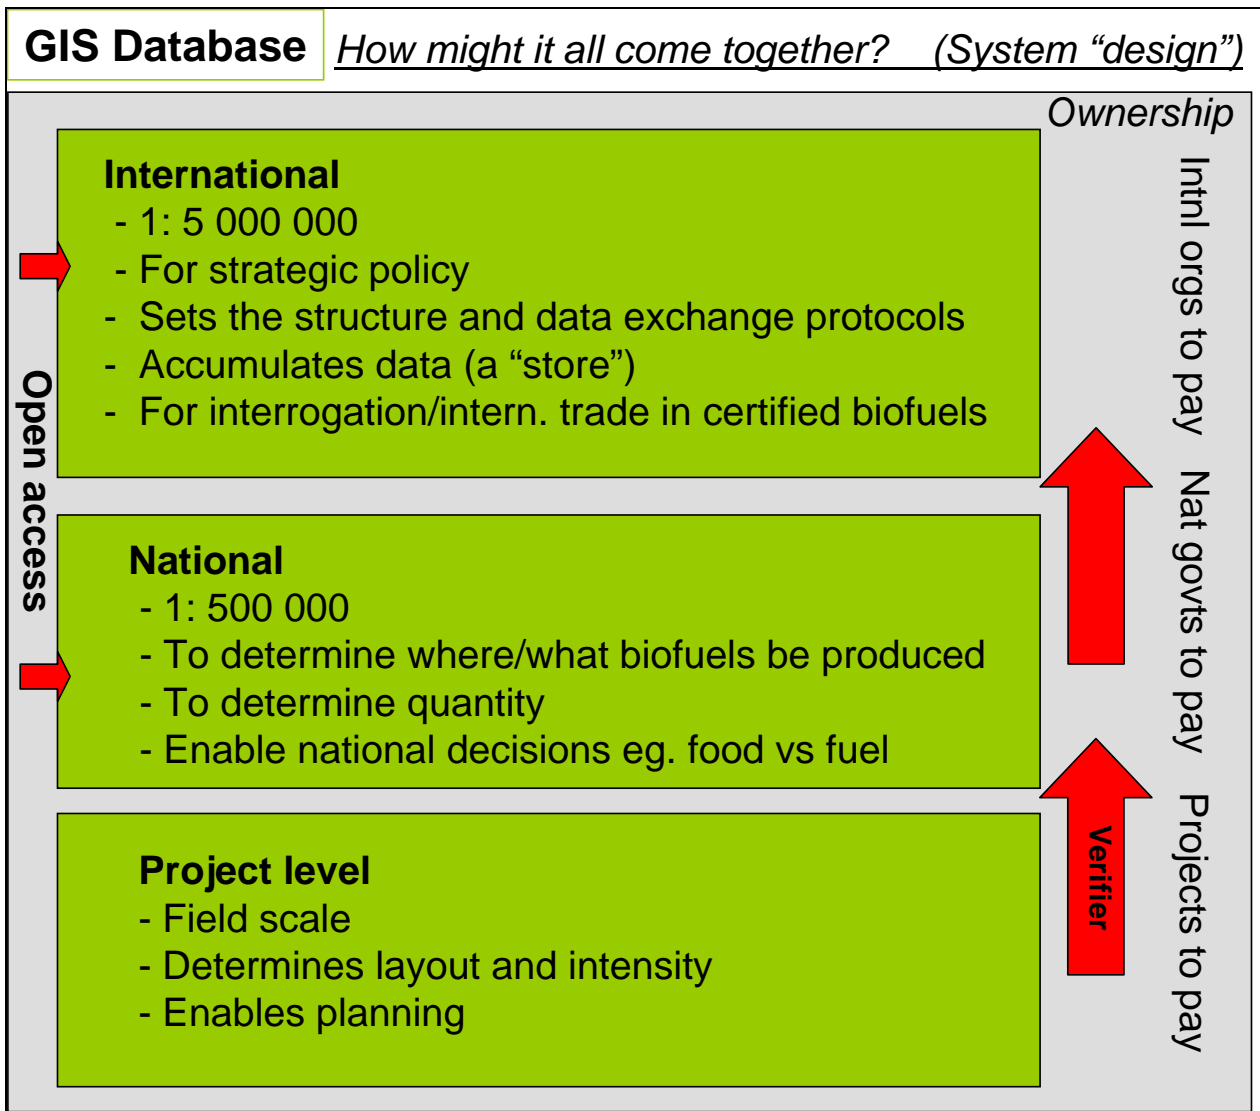 GIS Database
How might it all come together? (System “design”)
Ownership
International
- 1: 5 000 000
- For strategic policy
- Sets the structure and data exchange protocols
- Accumulates data (a “store”)
- For interrogation/intern. trade in certified biofuels
Intnl orgs to pay
Open access
National
- 1: 500 000
- To determine where/what biofuels be produced
- To determine quantity
- Enable national decisions eg. food vs fuel
Nat govts to pay
Project level
- Field scale
- Determines layout and intensity
- Enables planning
Verifier
Projects to pay